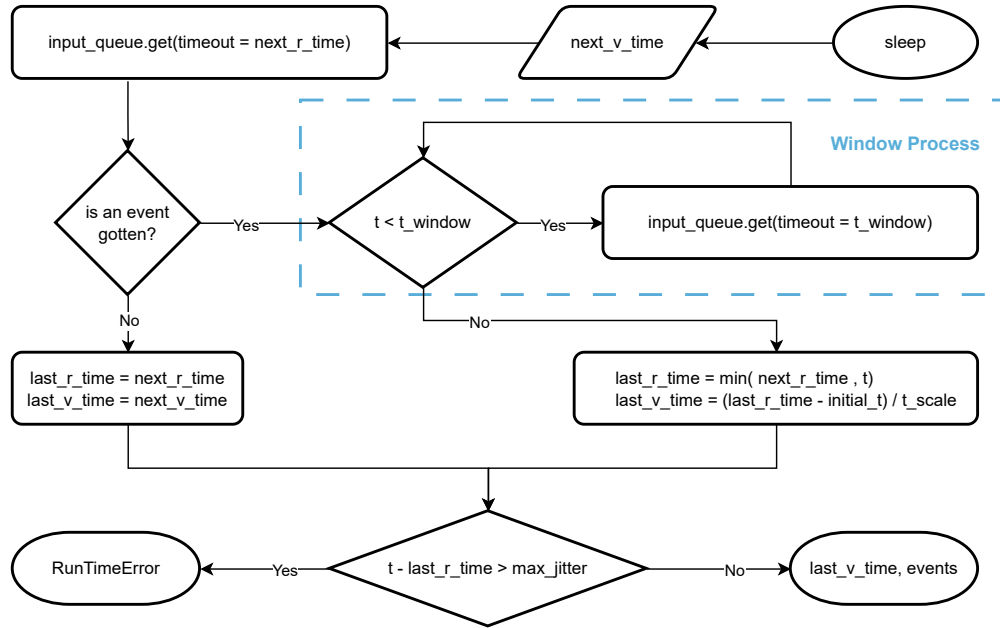 input_queue.get(timeout = next_r_time)
next_v_time
sleep
Window Process
is an event
gotten?
Yes
t < t_window
Yes
input_queue.get(timeout = t_window)
No
No
last_r_time = next_r_time
last_v_time = next_v_time
last_r_time = min( next_r_time , t)
last_v_time = (last_r_time - initial_t) / t_scale
RunTimeError
Yes
t - last_r_time > max_jitter
No
last_v_time, events